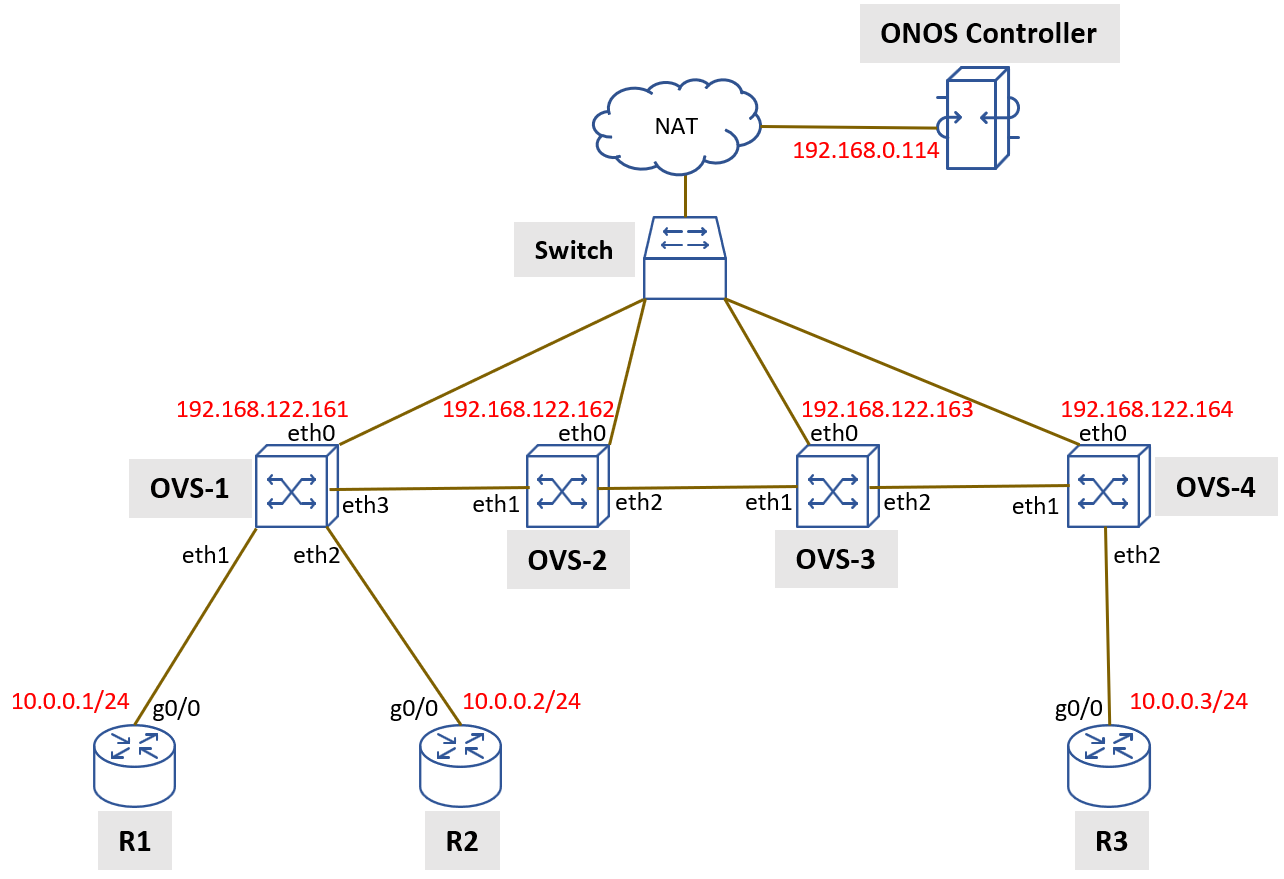 ONOS Controller
NAT
192.168.0.114
Switch
192.168.122.161
192.168.122.162
192.168.122.163
192.168.122.164
eth0
eth0
eth0
eth0
OVS-1
eth3
eth1
eth2
eth1
eth2
eth1
OVS-4
eth1
eth2
OVS-2
OVS-3
eth2
10.0.0.1/24
g0/0
g0/0
10.0.0.2/24
g0/0
10.0.0.3/24
R1
R2
R3